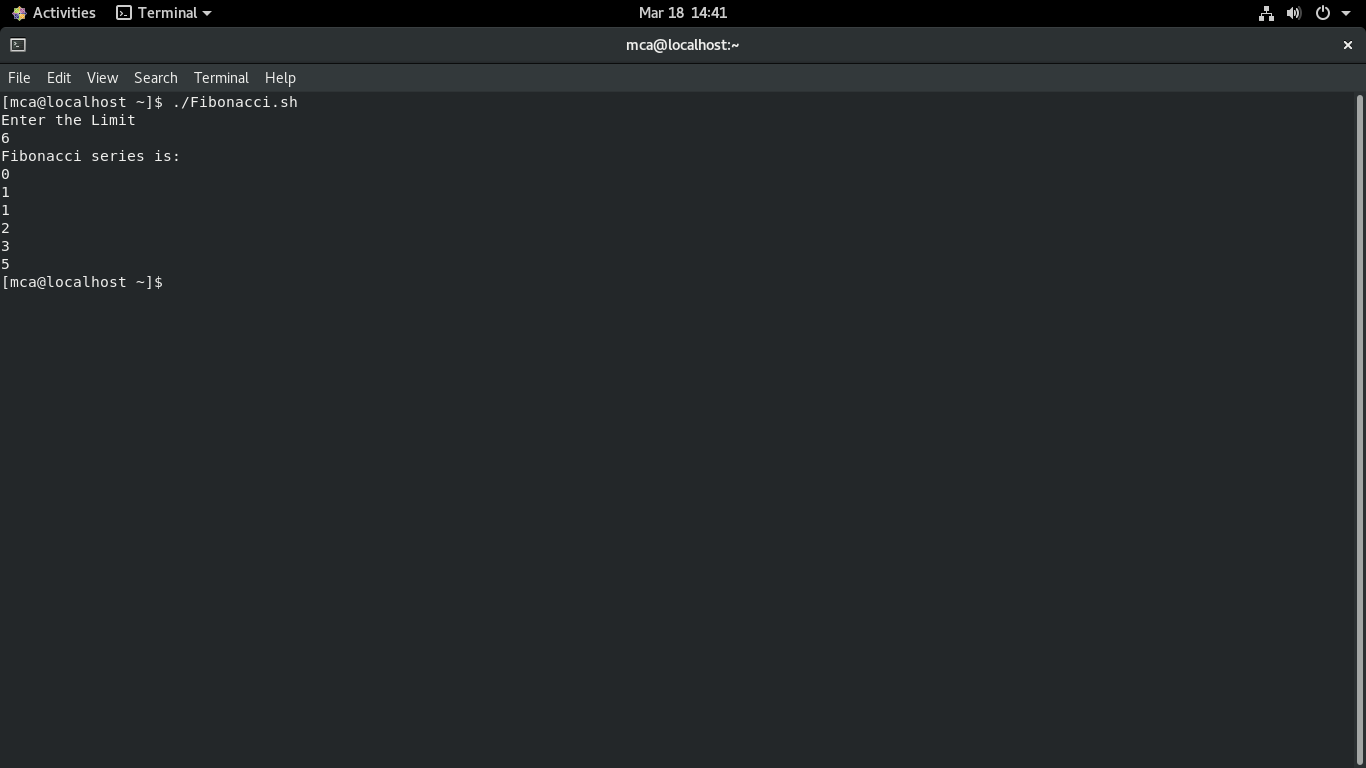 Activities Terminal Mar 18 14:41
mca@localhost:~ ×
File Edit View Search Terminal Help
[mca@localhost ~]$ ./Fibonacci.sh
Enter the Limit
6
Fibonacci series is:
0
1
1
2
3
5
[mca@localhost ~]$